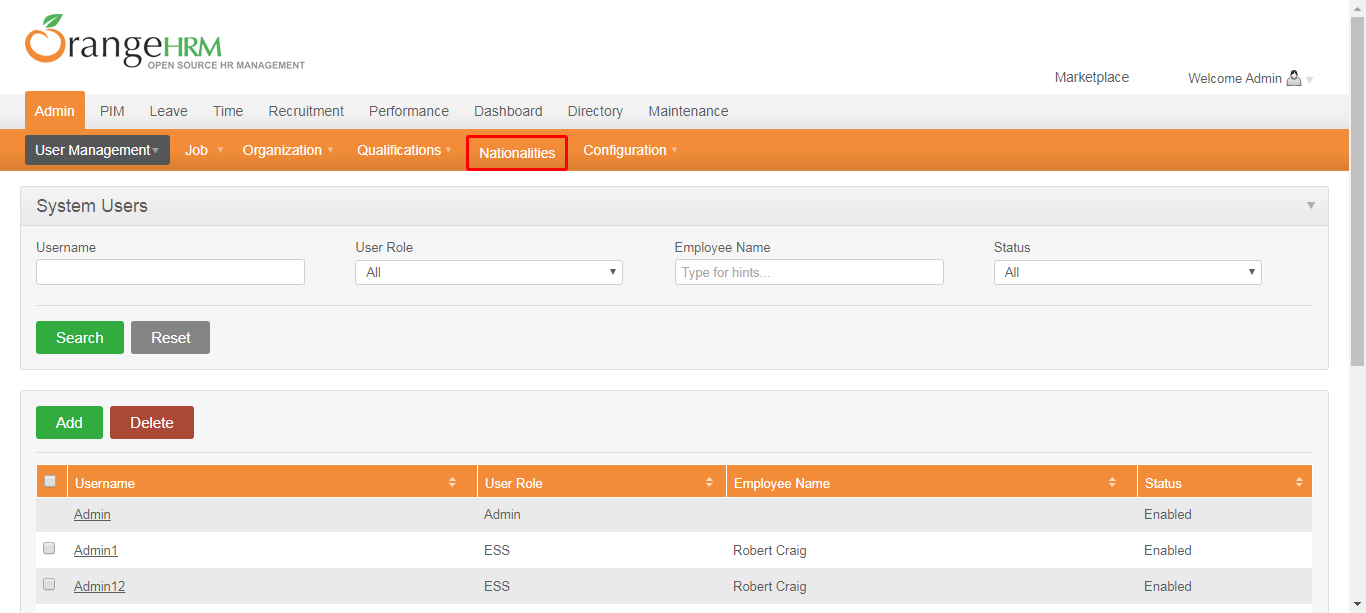 OrangeHRM
OPEN SOURCE HR MANAGEMENT
Marketplace Welcome Admin
Admin PIM Leave Time Recruitment Performance Dashboard Directory Maintenance
User Management Job Organization Qualifications Nationalities Configuration
System Users
Username User Role Employee Name Status
All Type for hints... All
Search Reset
Add Delete
Username User Role Employee Name Status
Admin Admin Enabled
Admin1 ESS Robert Craig Enabled
Admin12 ESS Robert Craig Enabled